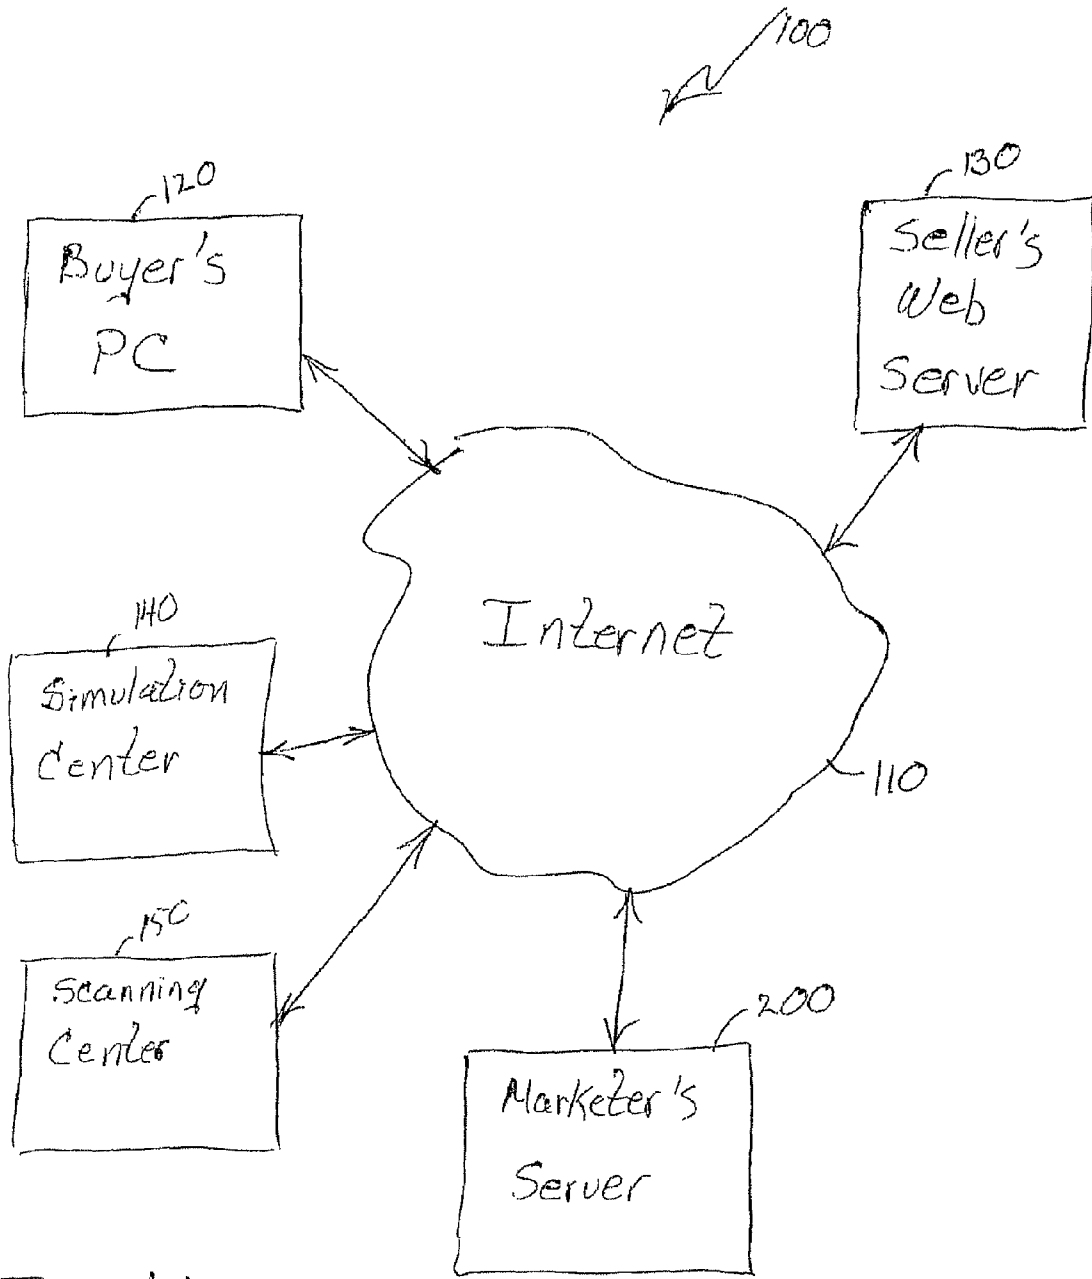 100
120
Buyer's
PC
130
Seller's
Web
Server
Internet
140
Simulation
Center
110
150
Scanning
Center
200
Marketer's
Server